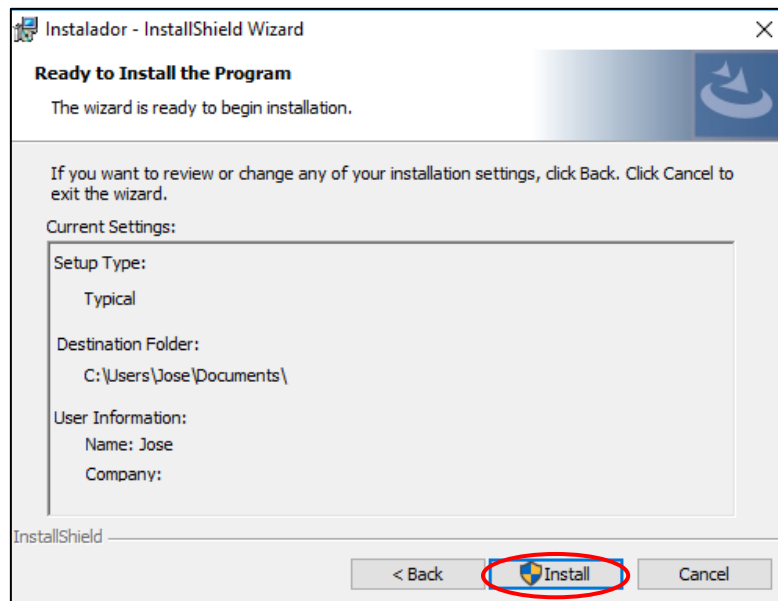 Instalador - InstallShield Wizard
Ready to Install the Program
The wizard is ready to begin installation.
If you want to review or change any of your installation settings, click Back. Click Cancel to
exit the wizard.
Current Settings:
Setup Type:
Typical
Destination Folder:
C:\Users\Jose\Documents\
User Information:
Name: Jose
Company:
InstallShield
< Back
Install
Cancel